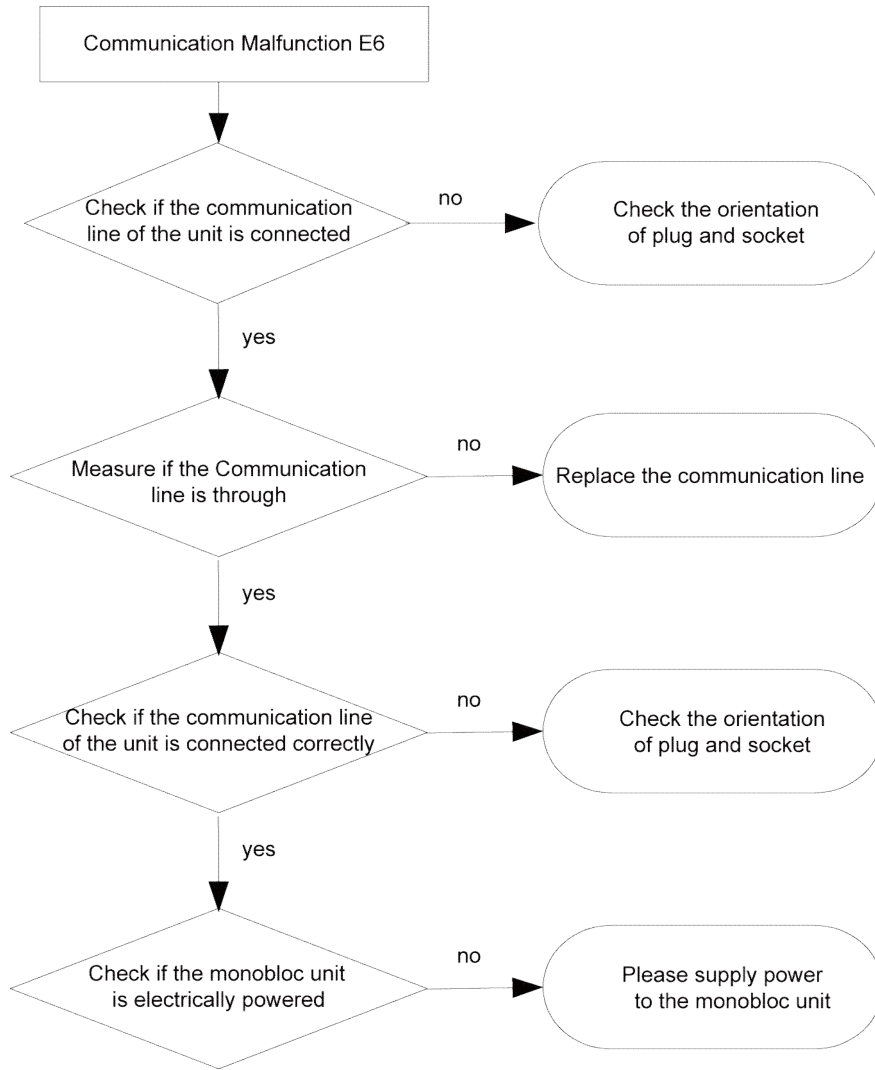 Communication Malfunction E6
Check if the communication
line of the unit is connected
no
Check the orientation
of plug and socket
yes
Measure if the Communication
line is through
no
Replace the communication line
yes
Check if the communication line
of the unit is connected correctly
no
Check the orientation
of plug and socket
yes
Check if the monobloc unit
is electrically powered
no
Please supply power
to the monobloc unit